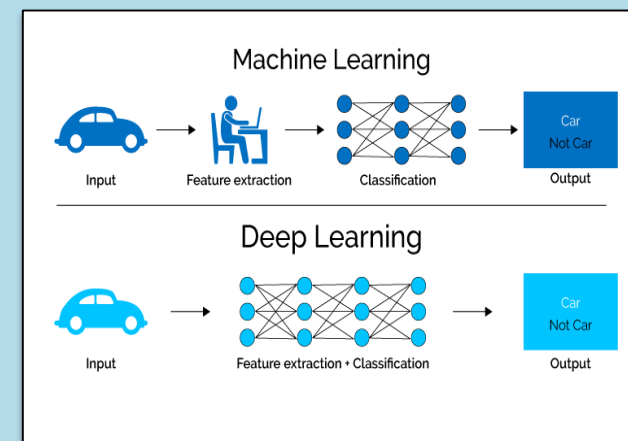 Machine Learning
Car
Not Car
Input
Feature extraction
Classification
Output
Deep Learning
Car
Not Car
Input
Feature extraction + Classification
Output